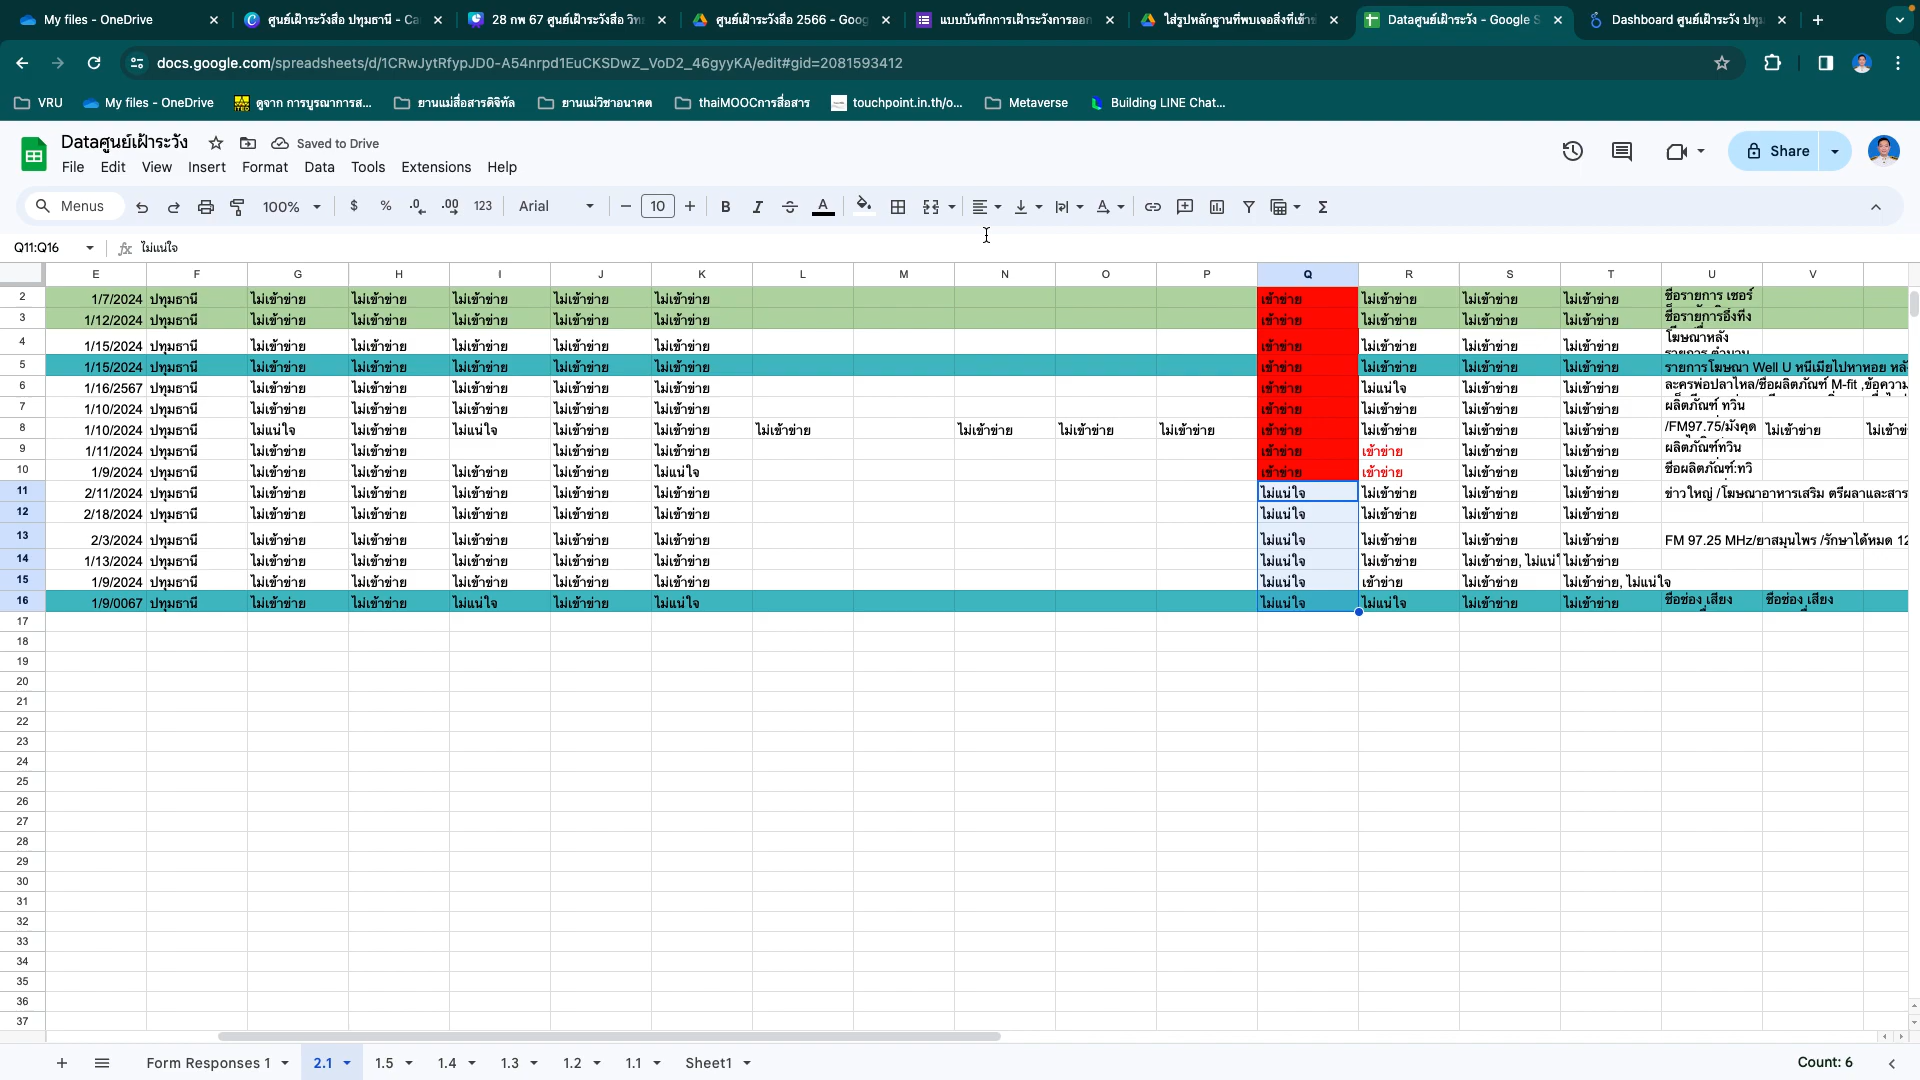 My files - OneDrive
ศูนย์เฝ้าระวังสื่อ ปทุมธานี - Ca
28 กพ 67 ศูนย์เฝ้าระวังสื่อ วิท
ศูนย์เฝ้าระวังสื่อ 2566 - Goog
แบบบันทึกการเฝ้าระวังการออก
ใส่รูปหลักฐานที่พบเจอสิ่งที่เข้าข
Dataศูนย์เฝ้าระวัง - Google S
Dashboard ศูนย์เฝ้าระวัง ปทุม
docs.google.com/spreadsheets/d/1CRwJytRfypJD0-A54nrpd1EuCKSDwZ_VoD2_46gyyKA/edit#gid=2081593412
VRU My files - OneDrive ดูจาก การบูรณาการส... ยานแม่สื่อสารดิจิทัล ยานแม่วิชาอนาคต thaiMOOCการสื่อสาร touchpoint.in.th/o... Metaverse Building LINE Chat...
Dataศูนย์เฝ้าระวัง Saved to Drive
File Edit View Insert Format Data Tools Extensions Help
Share
Menus 100% $ % .0 .00 123 Arial 10 B I A
Q11:Q16 fx ไม่แน่ใจ
E F G H I J K L M N O P Q R S T U V
2 1/7/2024 ปทุมธานี ไม่เข้าข่าย ไม่เข้าข่าย ไม่เข้าข่าย ไม่เข้าข่าย ไม่เข้าข่าย เข้าข่าย ไม่เข้าข่าย ไม่เข้าข่าย ไม่เข้าข่าย ชื่อรายการ เชอร์
3 1/12/2024 ปทุมธานี ไม่เข้าข่าย ไม่เข้าข่าย ไม่เข้าข่าย ไม่เข้าข่าย ไม่เข้าข่าย เข้าข่าย ไม่เข้าข่าย ไม่เข้าข่าย ไม่เข้าข่าย ชื่อรายการอึ้งทึ่ง
4 1/15/2024 ปทุมธานี ไม่เข้าข่าย ไม่เข้าข่าย ไม่เข้าข่าย ไม่เข้าข่าย ไม่เข้าข่าย เข้าข่าย ไม่เข้าข่าย ไม่เข้าข่าย ไม่เข้าข่าย โฆษณาหลัง
5 1/15/2024 ปทุมธานี ไม่เข้าข่าย ไม่เข้าข่าย ไม่เข้าข่าย ไม่เข้าข่าย ไม่เข้าข่าย เข้าข่าย ไม่เข้าข่าย ไม่เข้าข่าย ไม่เข้าข่าย รายการโฆษณา Well U หนีเมียไปหาหอย หลั
6 1/16/2567 ปทุมธานี ไม่เข้าข่าย ไม่เข้าข่าย ไม่เข้าข่าย ไม่เข้าข่าย ไม่เข้าข่าย เข้าข่าย ไม่แน่ใจ ไม่เข้าข่าย ไม่เข้าข่าย ละครพ่อปลาไหล/ชื่อผลิตภัณฑ์ M-fit ,ข้อความ
7 1/10/2024 ปทุมธานี ไม่เข้าข่าย ไม่เข้าข่าย ไม่เข้าข่าย ไม่เข้าข่าย ไม่เข้าข่าย เข้าข่าย ไม่เข้าข่าย ไม่เข้าข่าย ไม่เข้าข่าย ผลิตภัณฑ์ ทวิน
8 1/10/2024 ปทุมธานี ไม่แน่ใจ ไม่เข้าข่าย ไม่แน่ใจ ไม่เข้าข่าย ไม่เข้าข่าย ไม่เข้าข่าย ไม่เข้าข่าย ไม่เข้าข่าย ไม่เข้าข่าย เข้าข่าย ไม่เข้าข่าย ไม่เข้าข่าย ไม่เข้าข่าย /FM97.75/มังคุด ไม่เข้าข่าย ไม่เข้าข่
9 1/11/2024 ปทุมธานี ไม่เข้าข่าย ไม่เข้าข่าย ไม่เข้าข่าย ไม่เข้าข่าย เข้าข่าย เข้าข่าย ไม่เข้าข่าย ไม่เข้าข่าย ผลิตภัณฑ์ทวิน
10 1/9/2024 ปทุมธานี ไม่เข้าข่าย ไม่เข้าข่าย ไม่เข้าข่าย ไม่เข้าข่าย ไม่แน่ใจ เข้าข่าย เข้าข่าย ไม่เข้าข่าย ไม่เข้าข่าย ชื่อผลิตภัณฑ์:ทวิ
11 2/11/2024 ปทุมธานี ไม่เข้าข่าย ไม่เข้าข่าย ไม่เข้าข่าย ไม่เข้าข่าย ไม่เข้าข่าย ไม่แน่ใจ ไม่เข้าข่าย ไม่เข้าข่าย ไม่เข้าข่าย ข่าวใหญ่ /โฆษณาอาหารเสริม ตรีผลาและสาร
12 2/18/2024 ปทุมธานี ไม่เข้าข่าย ไม่เข้าข่าย ไม่เข้าข่าย ไม่เข้าข่าย ไม่เข้าข่าย ไม่แน่ใจ ไม่เข้าข่าย ไม่เข้าข่าย ไม่เข้าข่าย
13 2/3/2024 ปทุมธานี ไม่เข้าข่าย ไม่เข้าข่าย ไม่เข้าข่าย ไม่เข้าข่าย ไม่เข้าข่าย ไม่แน่ใจ ไม่เข้าข่าย ไม่เข้าข่าย ไม่เข้าข่าย FM 97.25 MHz/ยาสมุนไพร /รักษาได้หมด 12
14 1/13/2024 ปทุมธานี ไม่เข้าข่าย ไม่เข้าข่าย ไม่เข้าข่าย ไม่เข้าข่าย ไม่เข้าข่าย ไม่แน่ใจ ไม่เข้าข่าย ไม่เข้าข่าย, ไม่แน่ ไม่เข้าข่าย
15 1/9/2024 ปทุมธานี ไม่เข้าข่าย ไม่เข้าข่าย ไม่เข้าข่าย ไม่เข้าข่าย ไม่เข้าข่าย ไม่แน่ใจ เข้าข่าย ไม่เข้าข่าย ไม่เข้าข่าย, ไม่แน่ใจ
16 1/9/0067 ปทุมธานี ไม่เข้าข่าย ไม่เข้าข่าย ไม่แน่ใจ ไม่เข้าข่าย ไม่แน่ใจ ไม่แน่ใจ ไม่แน่ใจ ไม่เข้าข่าย ไม่เข้าข่าย ชื่อช่อง เสียง ชื่อช่อง เสียง
17
18
19
20
21
22
23
24
25
26
27
28
29
30
31
32
33
34
35
36
37
Form Responses 1 2.1 1.5 1.4 1.3 1.2 1.1 Sheet1 Count: 6